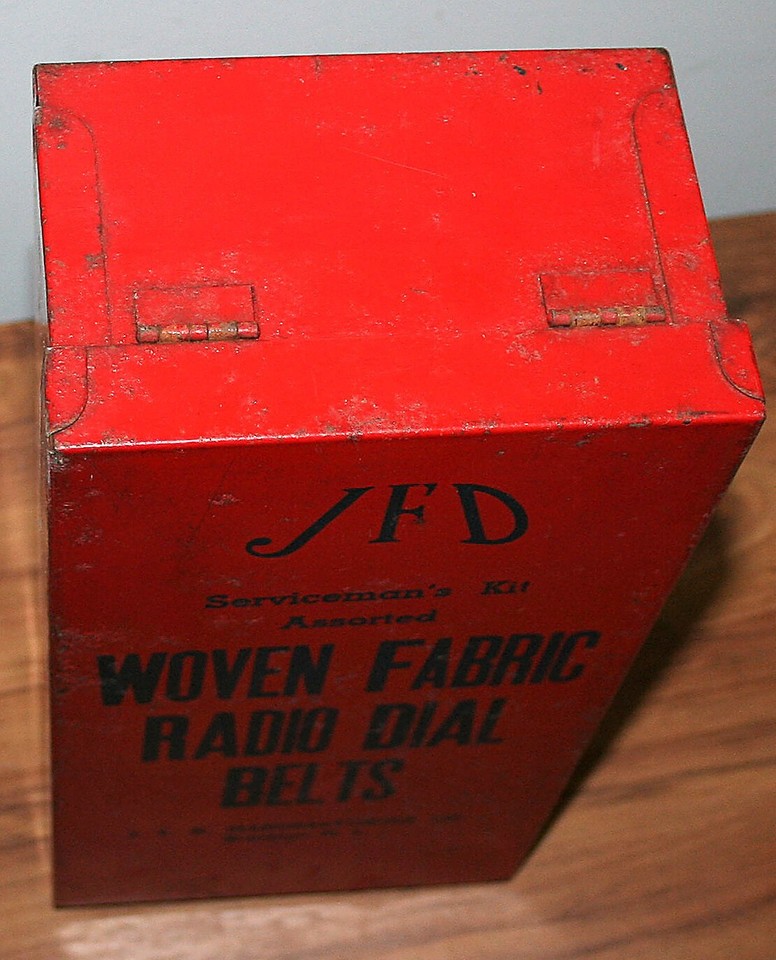 JFD
Serviceman's Kit
Assorted
WOVEN FABRIC
RADIO DIAL
BELTS